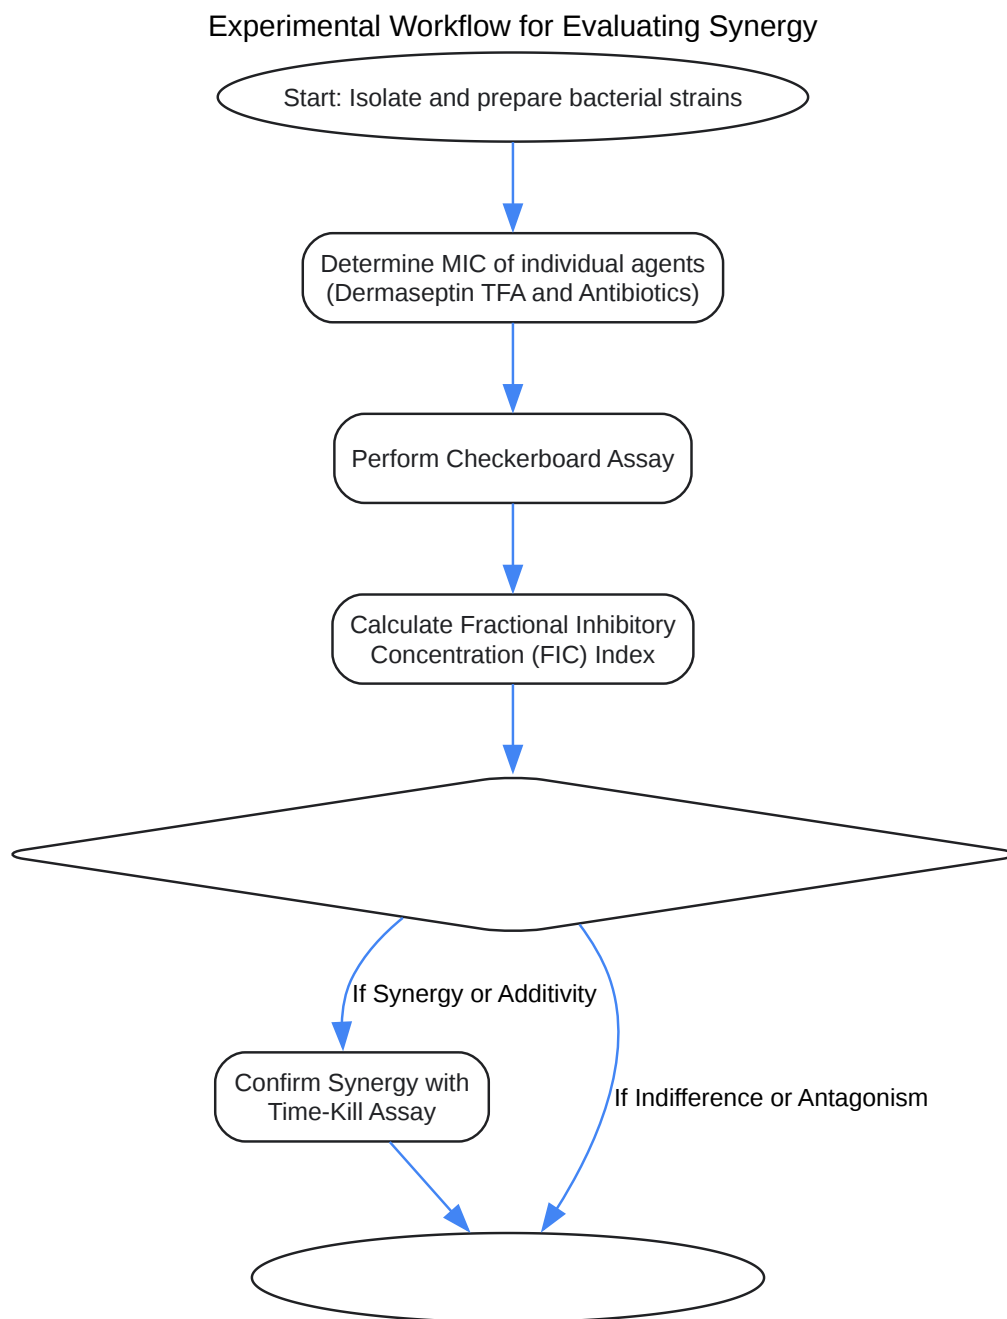 Experimental Workflow for Evaluating Synergy
Start: Isolate and prepare bacterial strains
Determine MIC of individual agents
(Dermaseptin TFA and Antibiotics)
Perform Checkerboard Assay
Calculate Fractional Inhibitory
Concentration (FIC) Index
If Synergy or Additivity
Confirm Synergy with
Time-Kill Assay
If Indifference or Antagonism